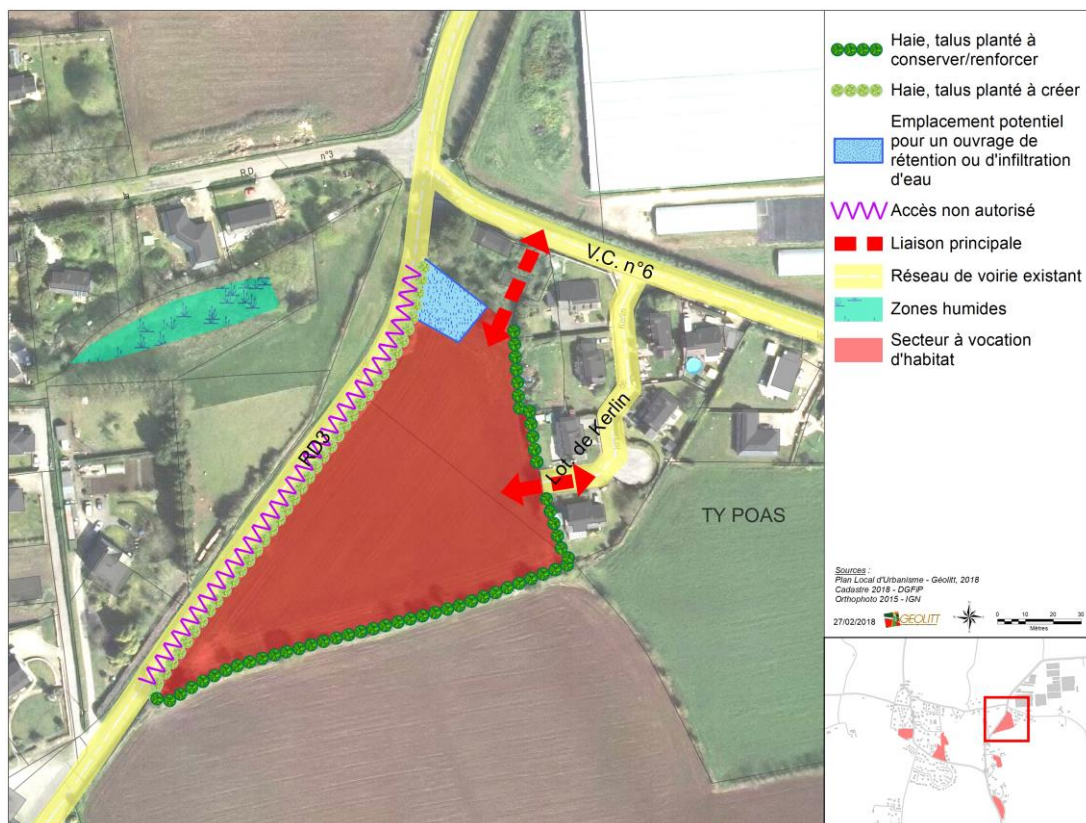 Haie, talus planté à
conserver/renforcer
Haie, talus planté à créer
Emplacement potentiel
pour un ouvrage de
rétention ou d'infiltration
d'eau
Accès non autorisé
Liaison principale
Réseau de voirie existant
Zones humides
Secteur à vocation
d'habitat
n°3
R.D.
V.C. n°6
RD3
Lot. de Kerlin
TY POAS
Sources :
Plan Local d'Urbanisme - Géolitt, 2018
Cadastre 2018 - DGFiP
Orthophoto 2015 - IGN
27/02/2018
GEOLITT
0 10 20 30
Mètres